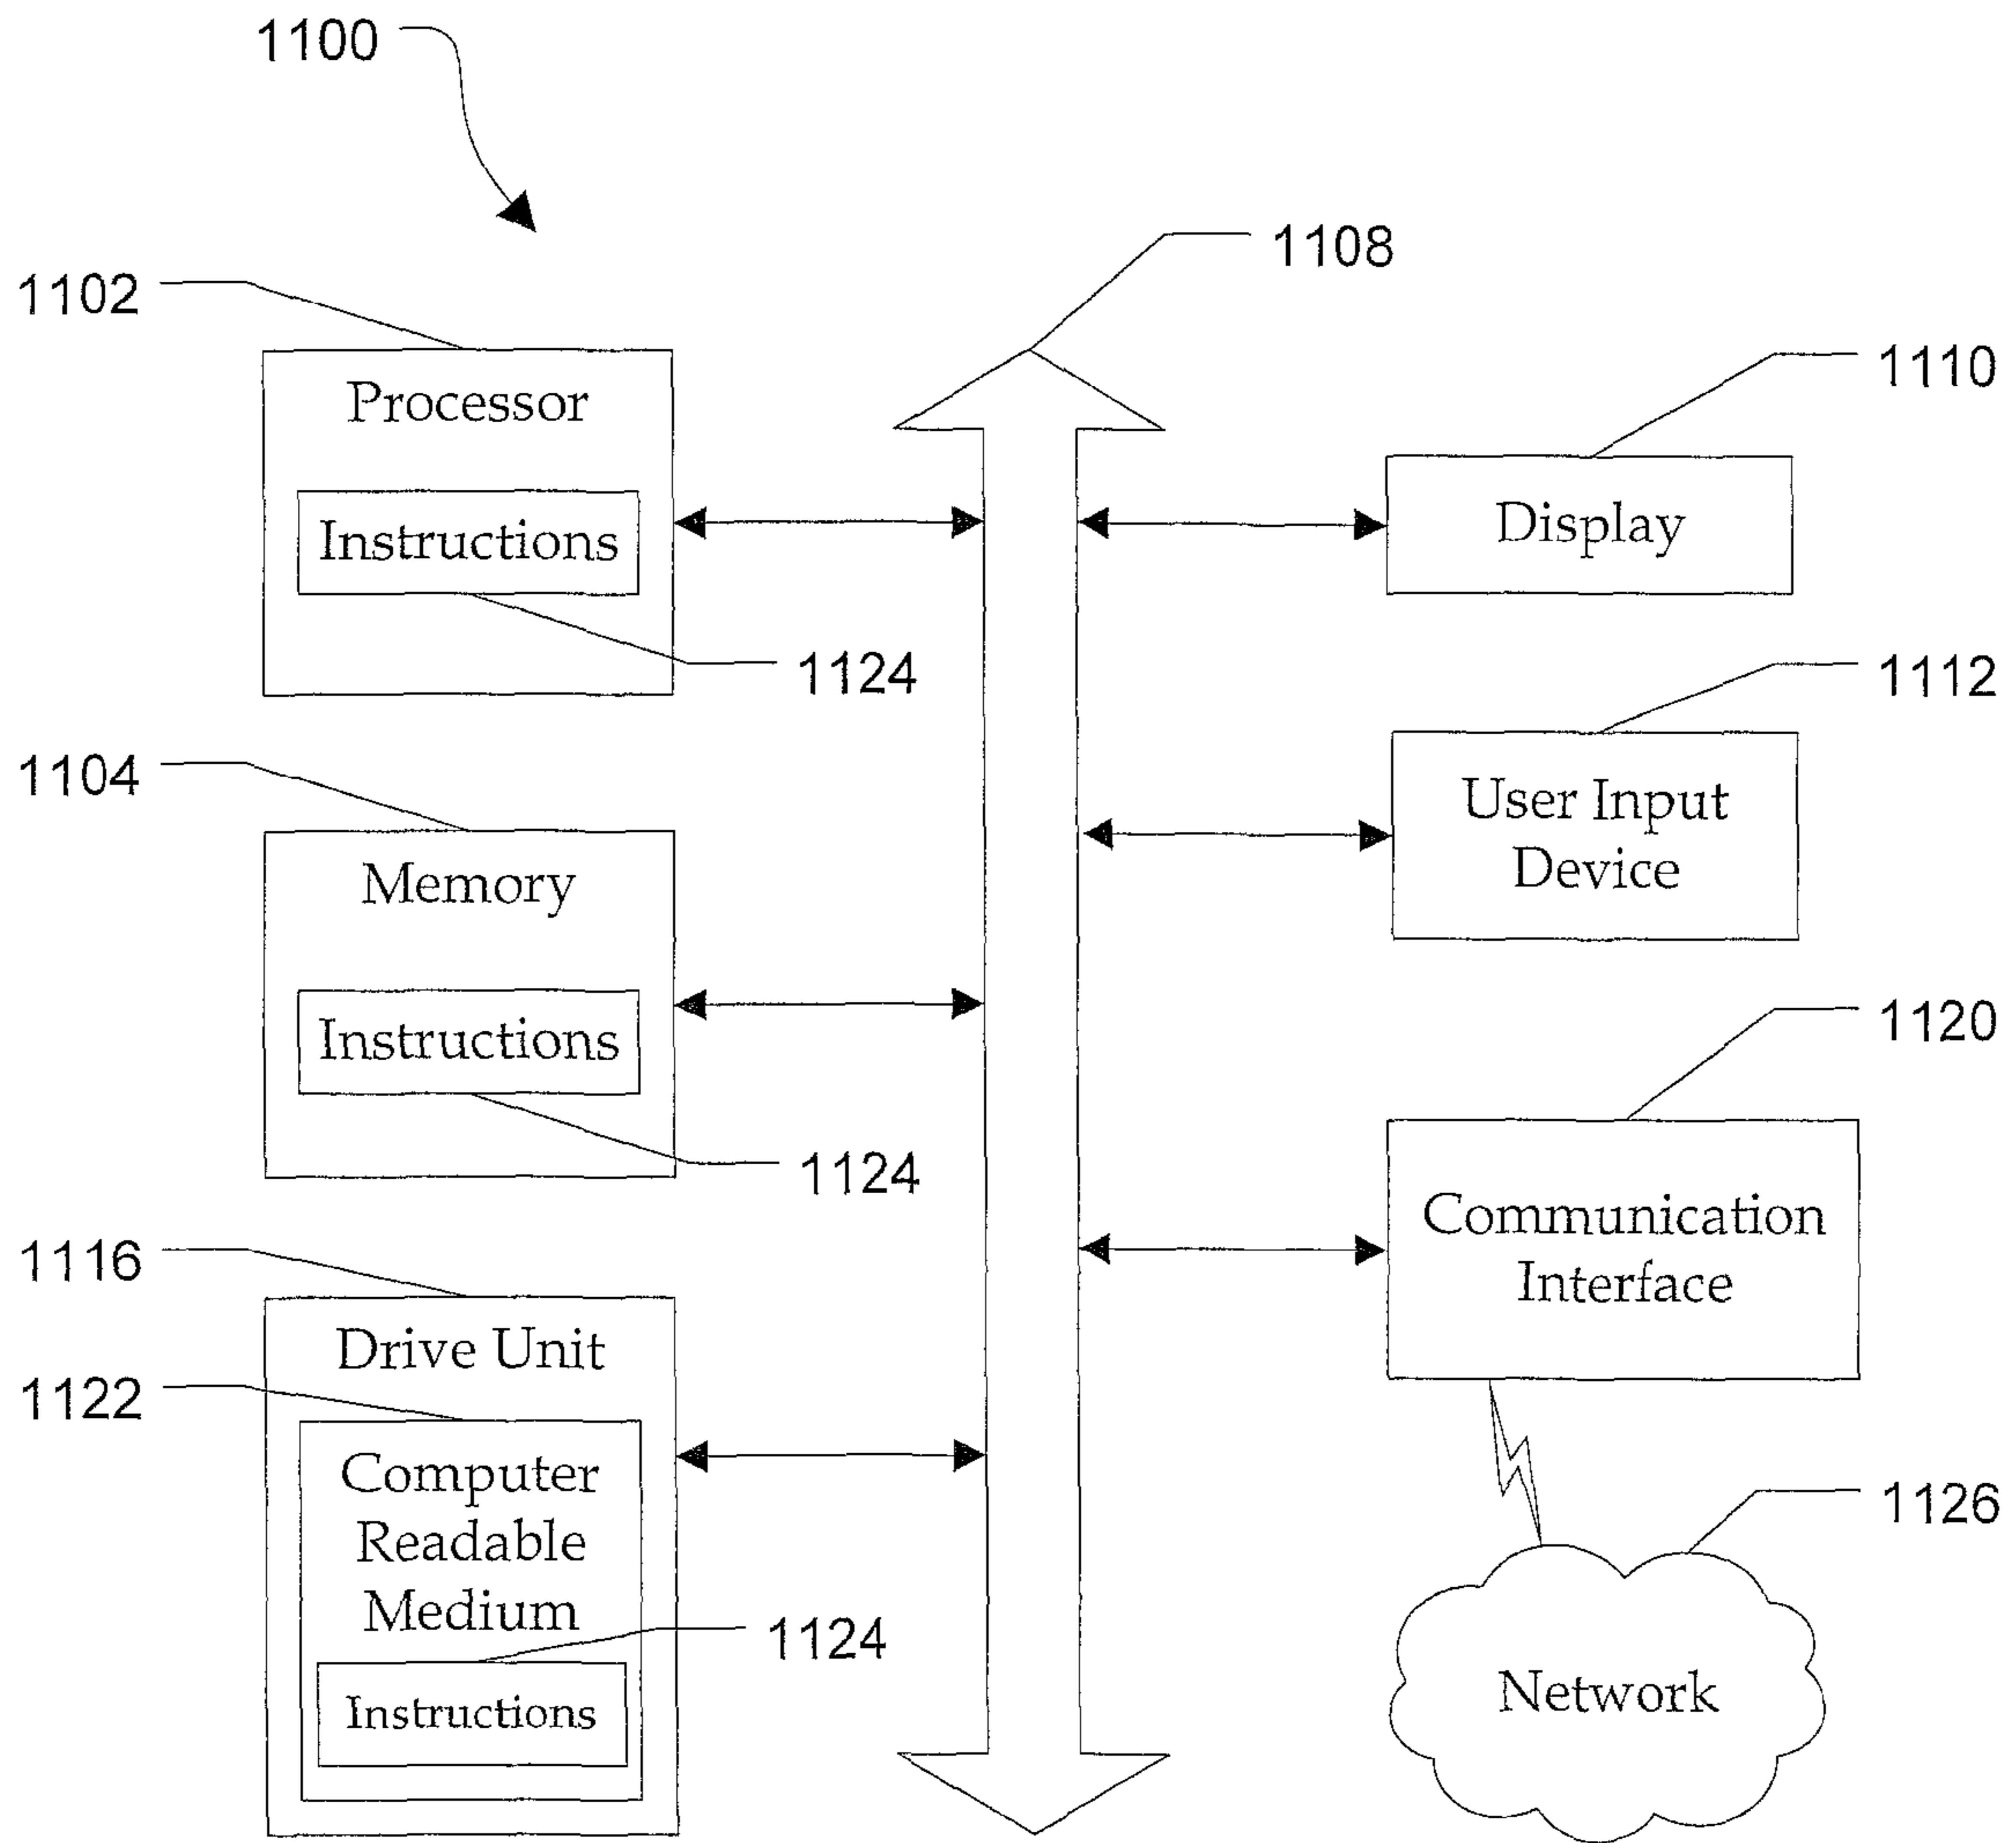 1100
1108
1102
1110
Processor
Instructions
Display
1124
1112
1104
User Input
Device
Memory
Instructions
1120
1124
Communication
Interface
1116
Drive Unit
1122
Computer
Readable
Medium
1126
1124
Instructions
Network